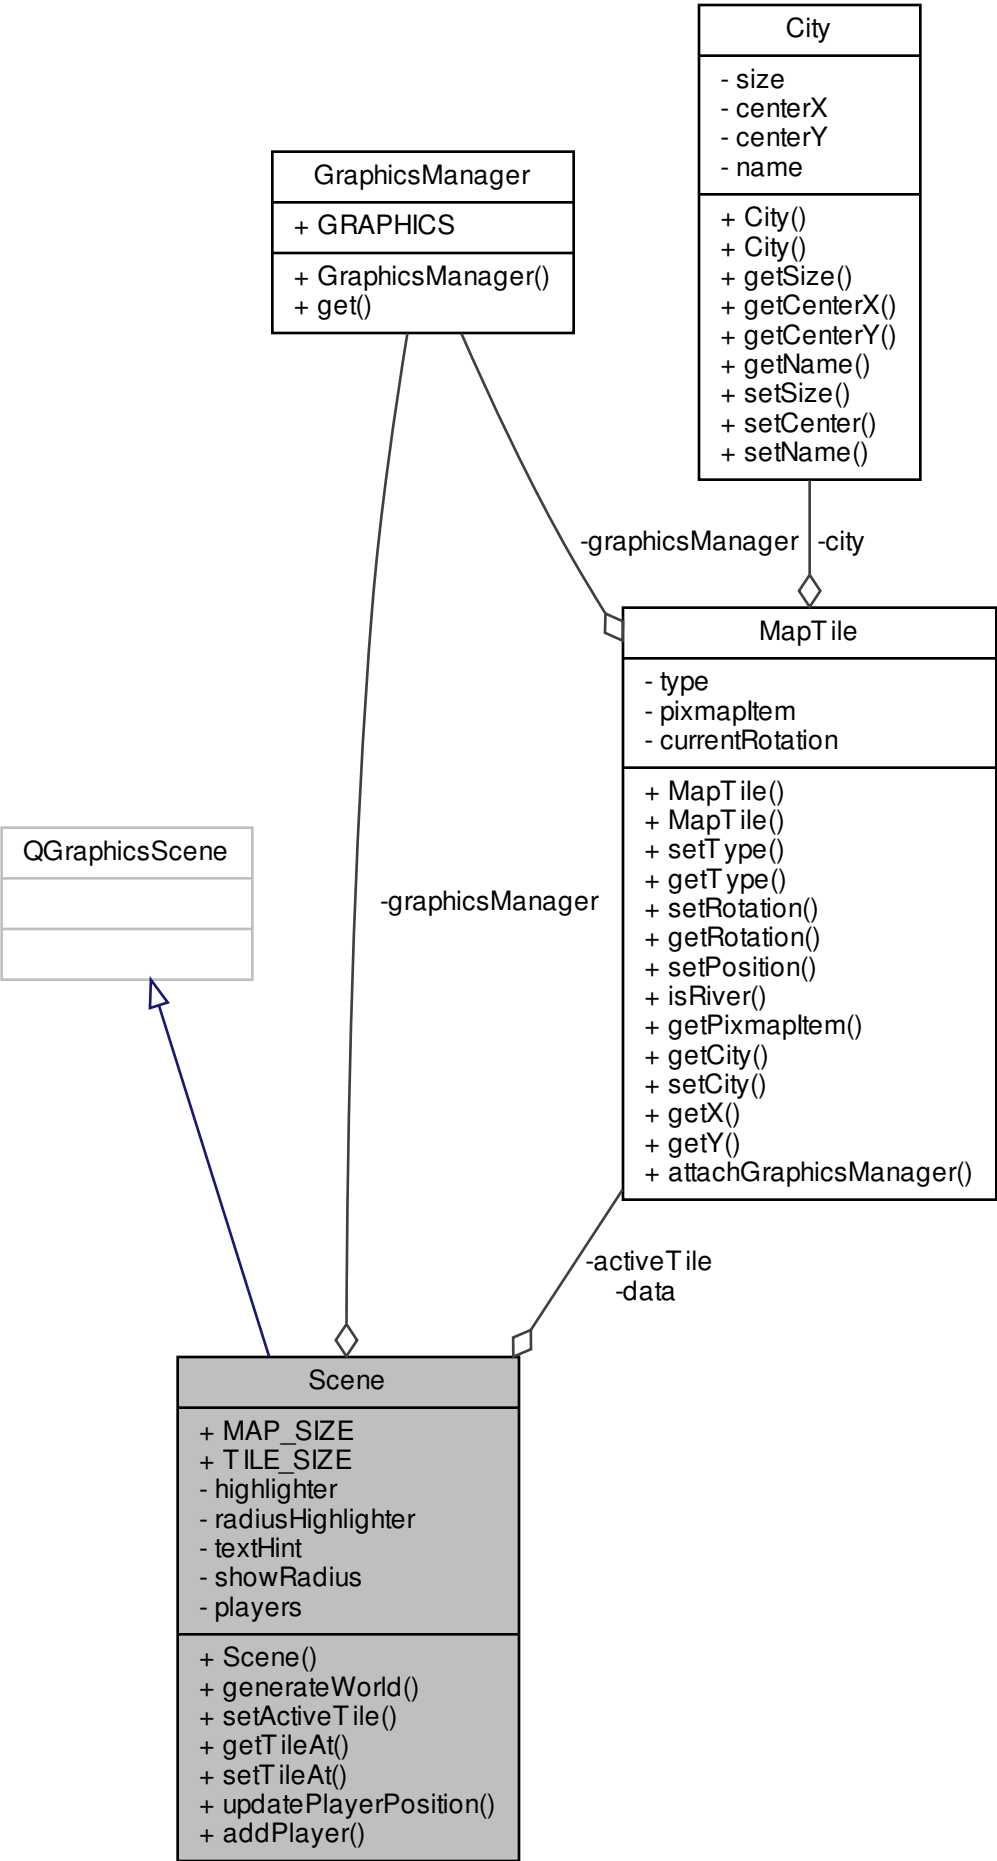 City
- size
- centerX
- centerY
- name
+ City()
+ City()
+ getSize()
+ getCenterX()
+ getCenterY()
+ getName()
+ setSize()
+ setCenter()
+ setName()
GraphicsManager
+ GRAPHICS
+ GraphicsManager()
+ get()
-graphicsManager
-city
MapTile
- type
- pixmapItem
- currentRotation
+ MapTile()
+ MapTile()
+ setType()
+ getType()
+ setRotation()
+ getRotation()
+ setPosition()
+ isRiver()
+ getPixmapItem()
+ getCity()
+ setCity()
+ getX()
+ getY()
+ attachGraphicsManager()
QGraphicsScene
-graphicsManager
-activeTile
-data
Scene
+ MAP_SIZE
+ TILE_SIZE
- highlighter
- radiusHighlighter
- textHint
- showRadius
- players
+ Scene()
+ generateWorld()
+ setActiveTile()
+ getTileAt()
+ setTileAt()
+ updatePlayerPosition()
+ addPlayer()